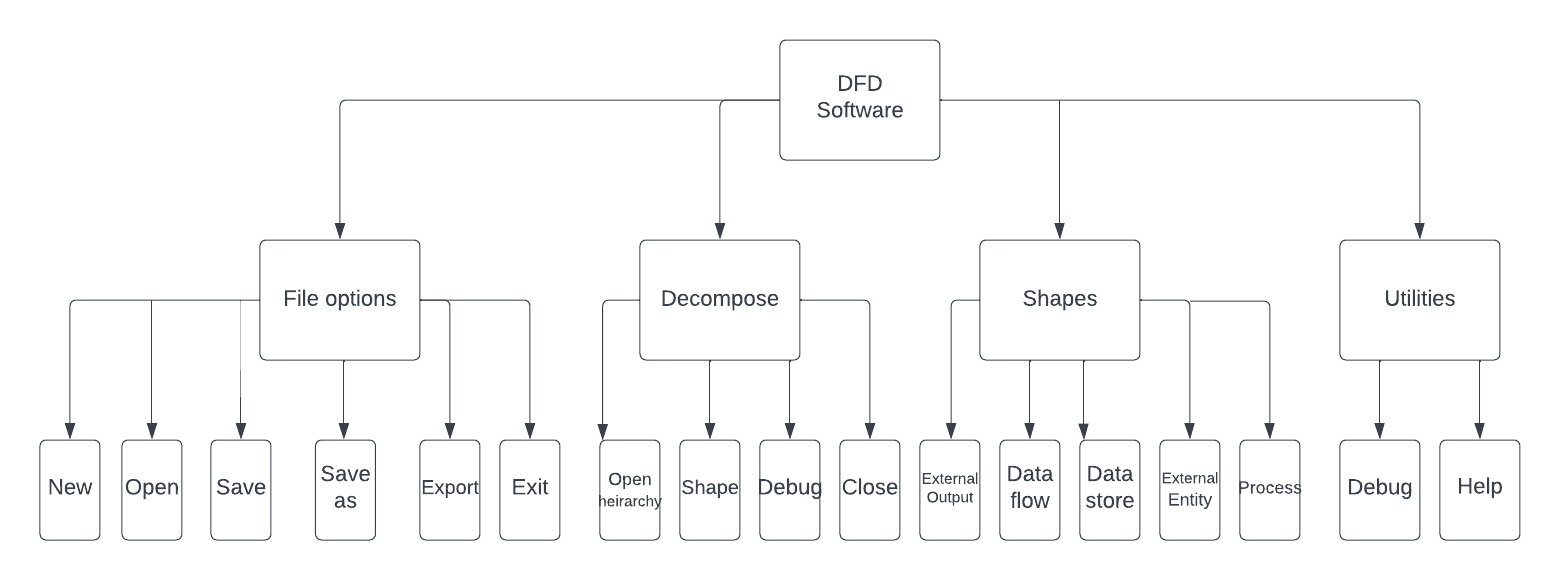 DFD
Software
File options
Decompose
Shapes
Utilities
New
Open
Save
Save
as
Export
Exit
Open
heirarchy
Shape
Debug
Close
External
Output
Data
flow
Data
store
External
Entity
Process
Debug
Help